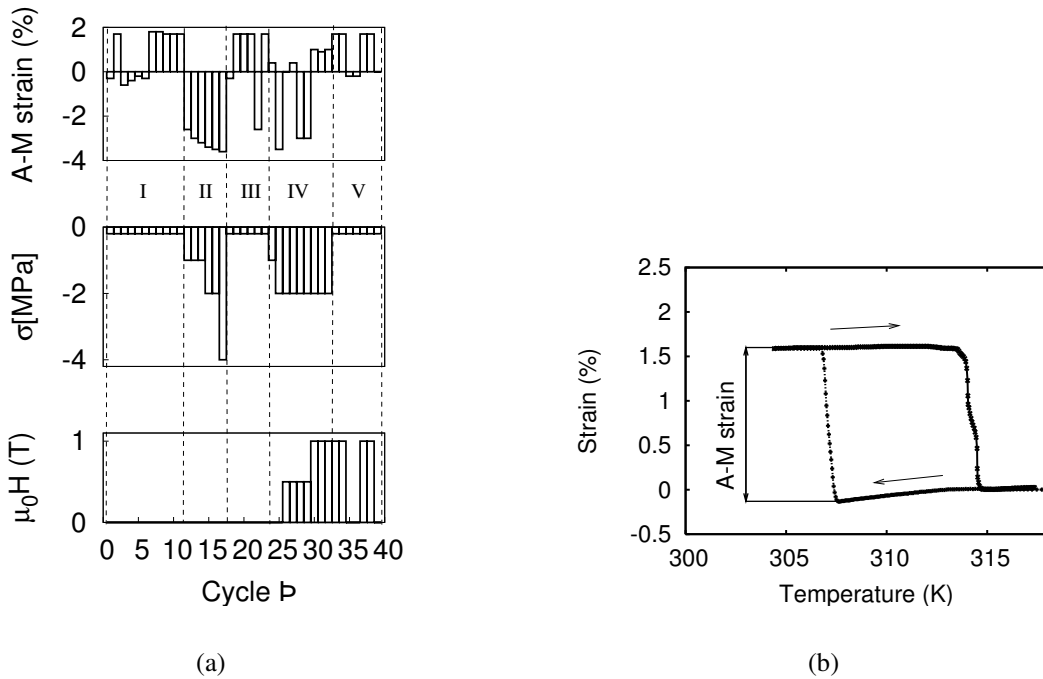 A-M strain (%)
2
0
-2
-4
I II III IV V
σ[MPa]
0
-2
-4
μ₀H (T)
1
0
0 5 10 15 20 25 30 35 40
Cycle Þ
(a)
Strain (%)
2.5
2
1.5
1
0.5
0
-0.5
A-M strain
300 305 310 315
Temperature (K)
(b)